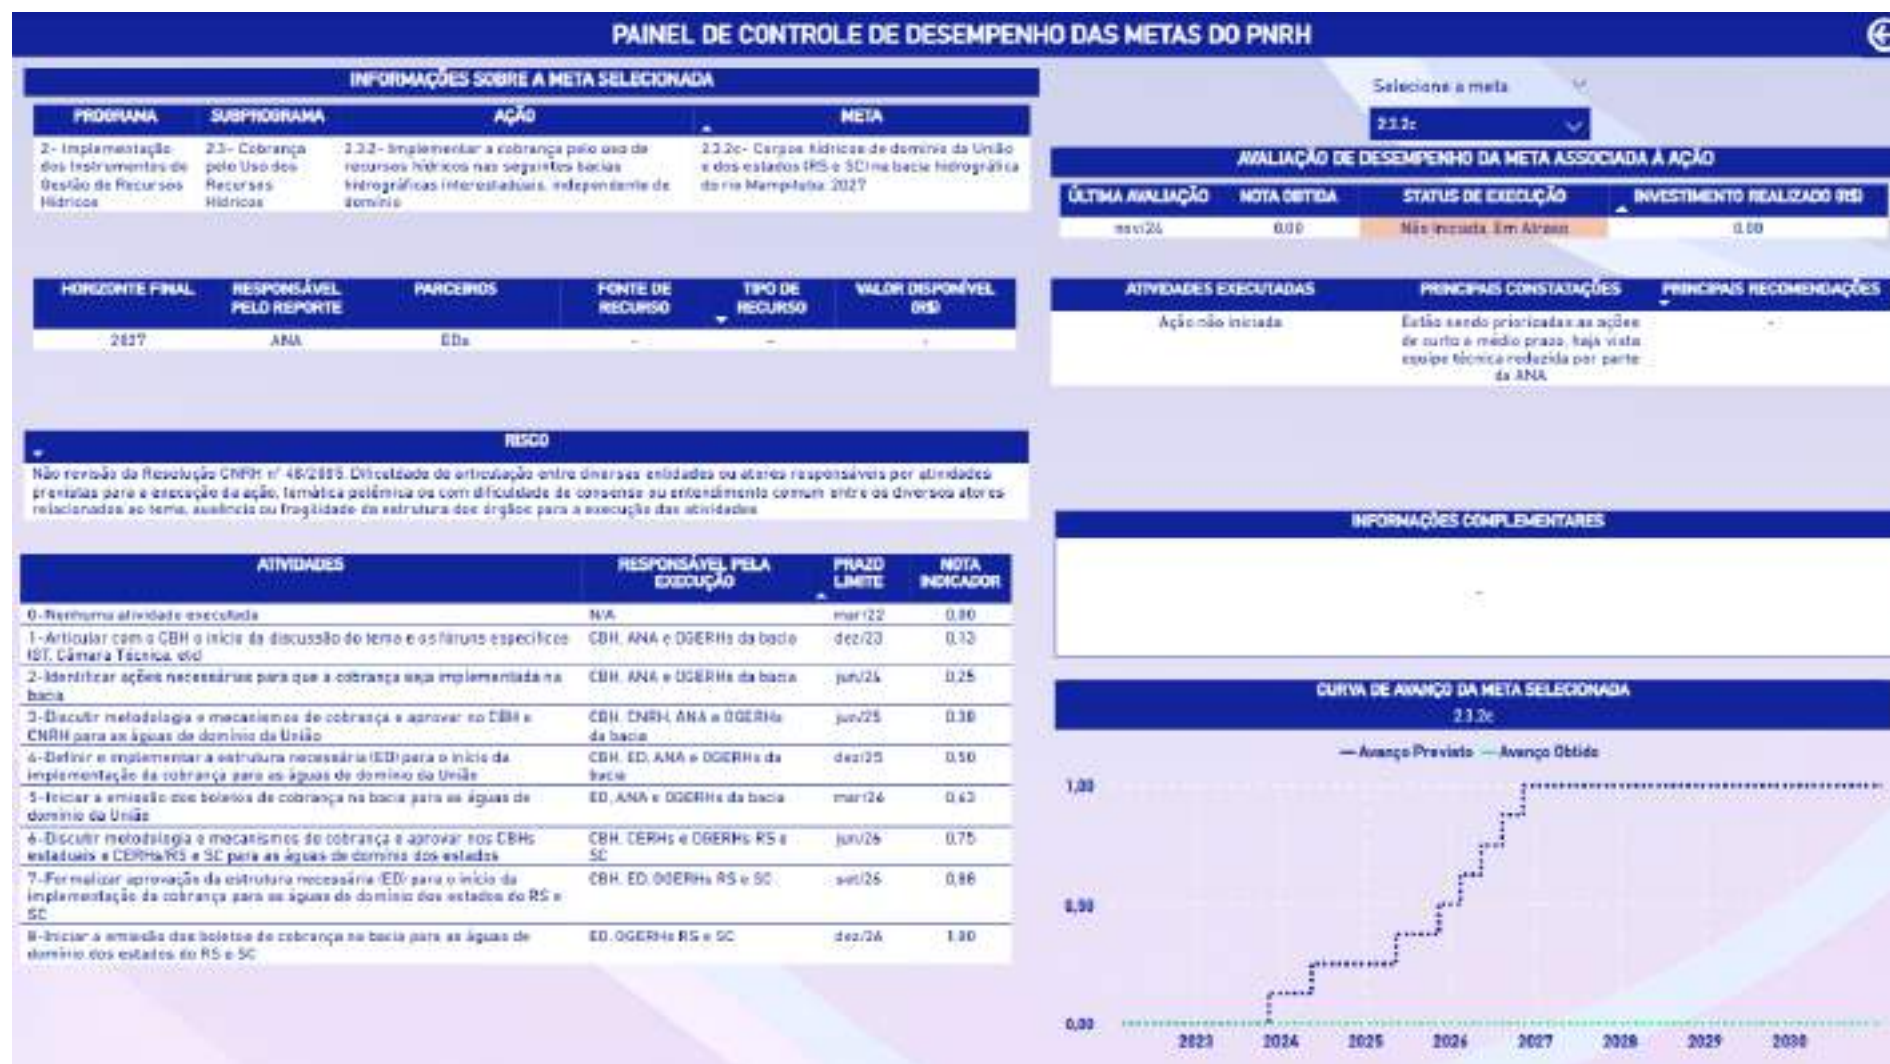 PAINEL DE CONTROLE DE DESEMPENHO DAS METAS DO PNRH
INFORMAÇÕES SOBRE A META SELECIONADA
PROGRAMA SUBPROGRAMA AÇÃO META
2- Implementação 2.3- Cobrança 2.3.2- Implementar a cobrança pelo uso de 2.3.2c- Corpos hídricos de domínio da União
dos Instrumentos de pelo Uso dos recursos hídricos nas seguintes bacias e dos estados (RS e SC) na bacia hidrográfica
Gestão de Recursos Recursos hidrográficas interestaduais, independente de do rio Mampituba: 2027
Hídricos Hídricos domínio
HORIZONTE FINAL RESPONSÁVEL PARCEIROS FONTE DE TIPO DE VALOR DISPONÍVEL
PELO REPORTE RECURSO RECURSO (R$)
2027 ANA EDs - - -
RISCO
Não revisão da Resolução CNRH nº 48/2005. Dificuldade de articulação entre diversas entidades ou atores responsáveis por atividades
previstas para a execução da ação, temática polêmica ou com dificuldade de consenso ou entendimento comum entre os diversos atores
relacionados ao tema, ausência ou fragilidade da estrutura dos órgãos para a execução das atividades
ATIVIDADES RESPONSÁVEL PELA PRAZO NOTA
EXECUÇÃO LIMITE INDICADOR
0-Nenhuma atividade executada N/A mar/22 0,00
1-Articular com o CBH o início da discussão do tema e os fóruns específicos CBH, ANA e OGERHs da bacia dez/23 0,13
(GT, Câmara Técnica, etc)
2-Identificar ações necessárias para que a cobrança seja implementada na CBH, ANA e OGERHs da bacia jun/24 0,25
bacia
3-Discutir metodologia e mecanismos de cobrança e aprovar no CBH e CBH, CNRH, ANA e OGERHs jun/25 0,38
CNRH para as águas de domínio da União da bacia
4-Definir e implementar a estrutura necessária (ED) para o início da CBH, ED, ANA e OGERHs da dez/25 0,50
implementação da cobrança para as águas de domínio da União bacia
5-Iniciar a emissão dos boletos de cobrança na bacia para as águas de ED, ANA e OGERHs da bacia mar/26 0,63
domínio da União
6-Discutir metodologia e mecanismos de cobrança e aprovar nos CBHs CBH, CERHs e OGERHs RS e jun/26 0,75
estaduais e CERHs/RS e SC para as águas de domínio dos estados SC
7-Formalizar aprovação da estrutura necessária (ED) para o início da CBH, ED, OGERHs RS e SC set/26 0,88
implementação da cobrança para as águas de domínio dos estados do RS e
SC
8-Iniciar a emissão dos boletos de cobrança na bacia para as águas de ED, OGERHs RS e SC dez/26 1,00
domínio dos estados do RS e SC
Selecione a meta
2.3.2c
AVALIAÇÃO DE DESEMPENHO DA META ASSOCIADA À AÇÃO
ÚLTIMA AVALIAÇÃO NOTA OBTIDA STATUS DE EXECUÇÃO INVESTIMENTO REALIZADO (R$)
nov/24 0,00 Não Iniciada, Em Atraso 0,00
ATIVIDADES EXECUTADAS PRINCIPAIS CONSTATAÇÕES PRINCIPAIS RECOMENDAÇÕES
Ação não iniciada Estão sendo priorizadas as ações -
de curto e médio prazo, haja vista
equipe técnica reduzida por parte
da ANA
INFORMAÇÕES COMPLEMENTARES
-
CURVA DE AVANÇO DA META SELECIONADA
2.3.2c
Avanço Previsto Avanço Obtido
1,00
0,50
0,00
2023 2024 2025 2026 2027 2028 2029 2030